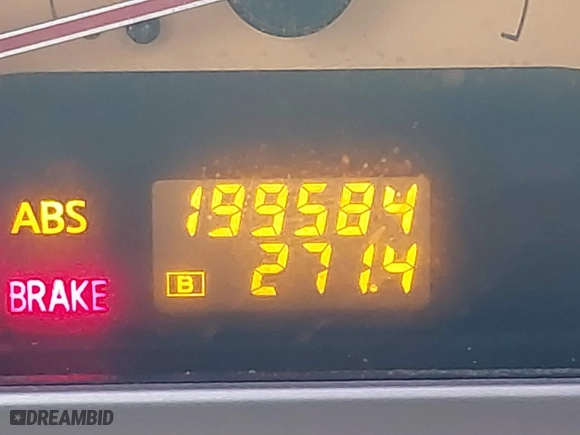 ABS
199584
BRAKE
B 271.4
DREAMBID